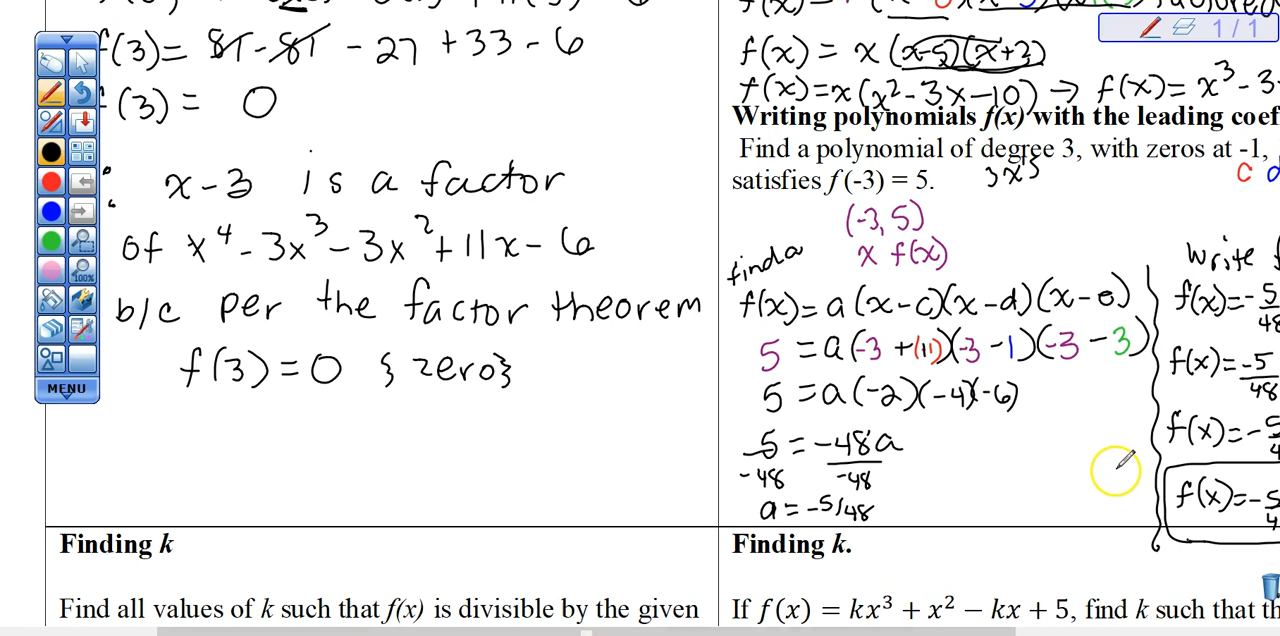 f(3) = 81 - 81 - 27 + 33 - 6
f(3) = 0
∴ x - 3 is a factor
of x⁴ - 3x³ - 3x² + 11x - 6
b/c per the factor theorem
f(3) = 0 {zero}
MENU
100%
Finding k
Find all values of k such that f(x) is divisible by the given
1 / 1
f(x) = x (x-5)(x+2)
f(x) = x (x² - 3x - 10) → f(x) = x³ - 3
Writing polynomials f(x) with the leading coef
Find a polynomial of degree 3, with zeros at -1,
satisfies f(-3) = 5. 3x³
c d
(-3, 5)
x f(x)
find a
f(x) = a (x - c)(x - d)(x - e)
5 = a (-3 + (1))(-3 - 1)(-3 - 3)
5 = a (-2)(-4)(-6)
5 = -48a
-48 -48
a = -5/48
write
f(x) = -5
48
f(x) = -5
48
f(x) = -5
f(x) = -5
Finding k.
If f(x) = kx³ + x² − kx + 5, find k such that